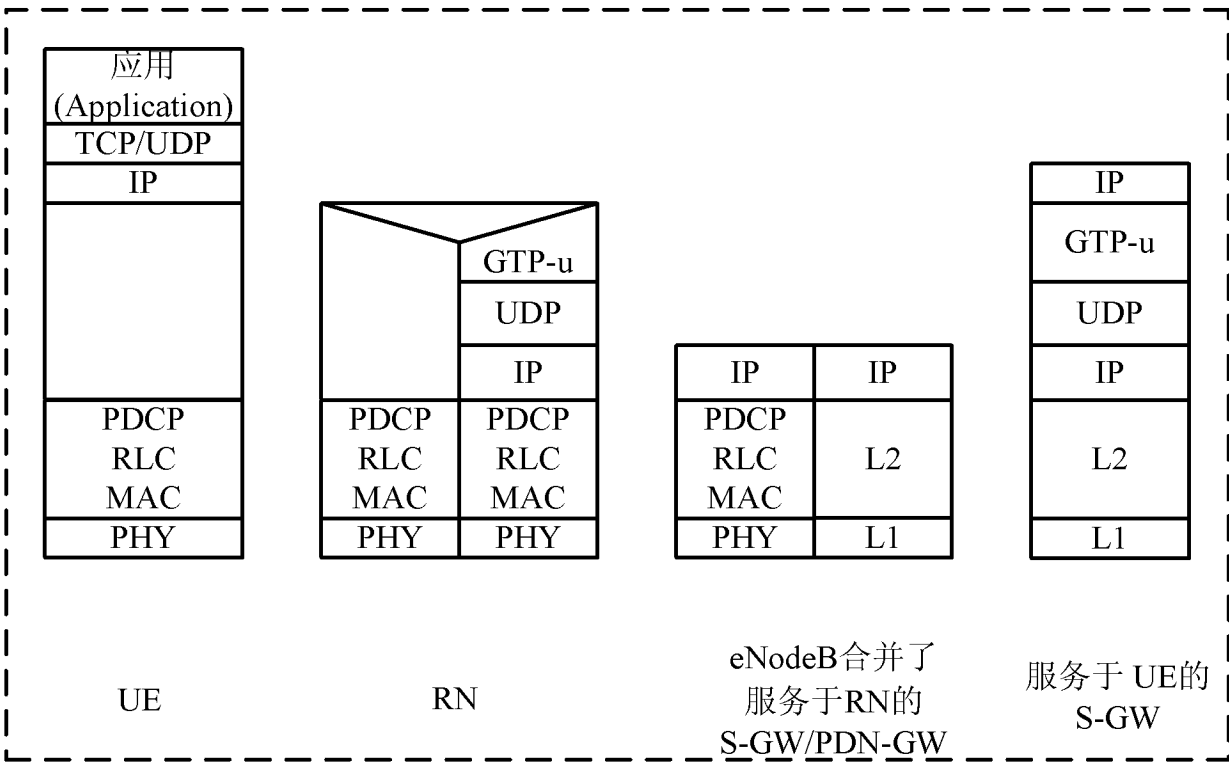 应用
(Application)
TCP/UDP
IP
PDCP
RLC
MAC
PHY
UE
GTP-u
UDP
IP
PDCP PDCP
RLC RLC
MAC MAC
PHY PHY
RN
IP IP
PDCP
RLC L2
MAC
PHY L1
eNodeB合并了
服务于RN的
S-GW/PDN-GW
IP
GTP-u
UDP
IP
L2
L1
服务于 UE的
S-GW